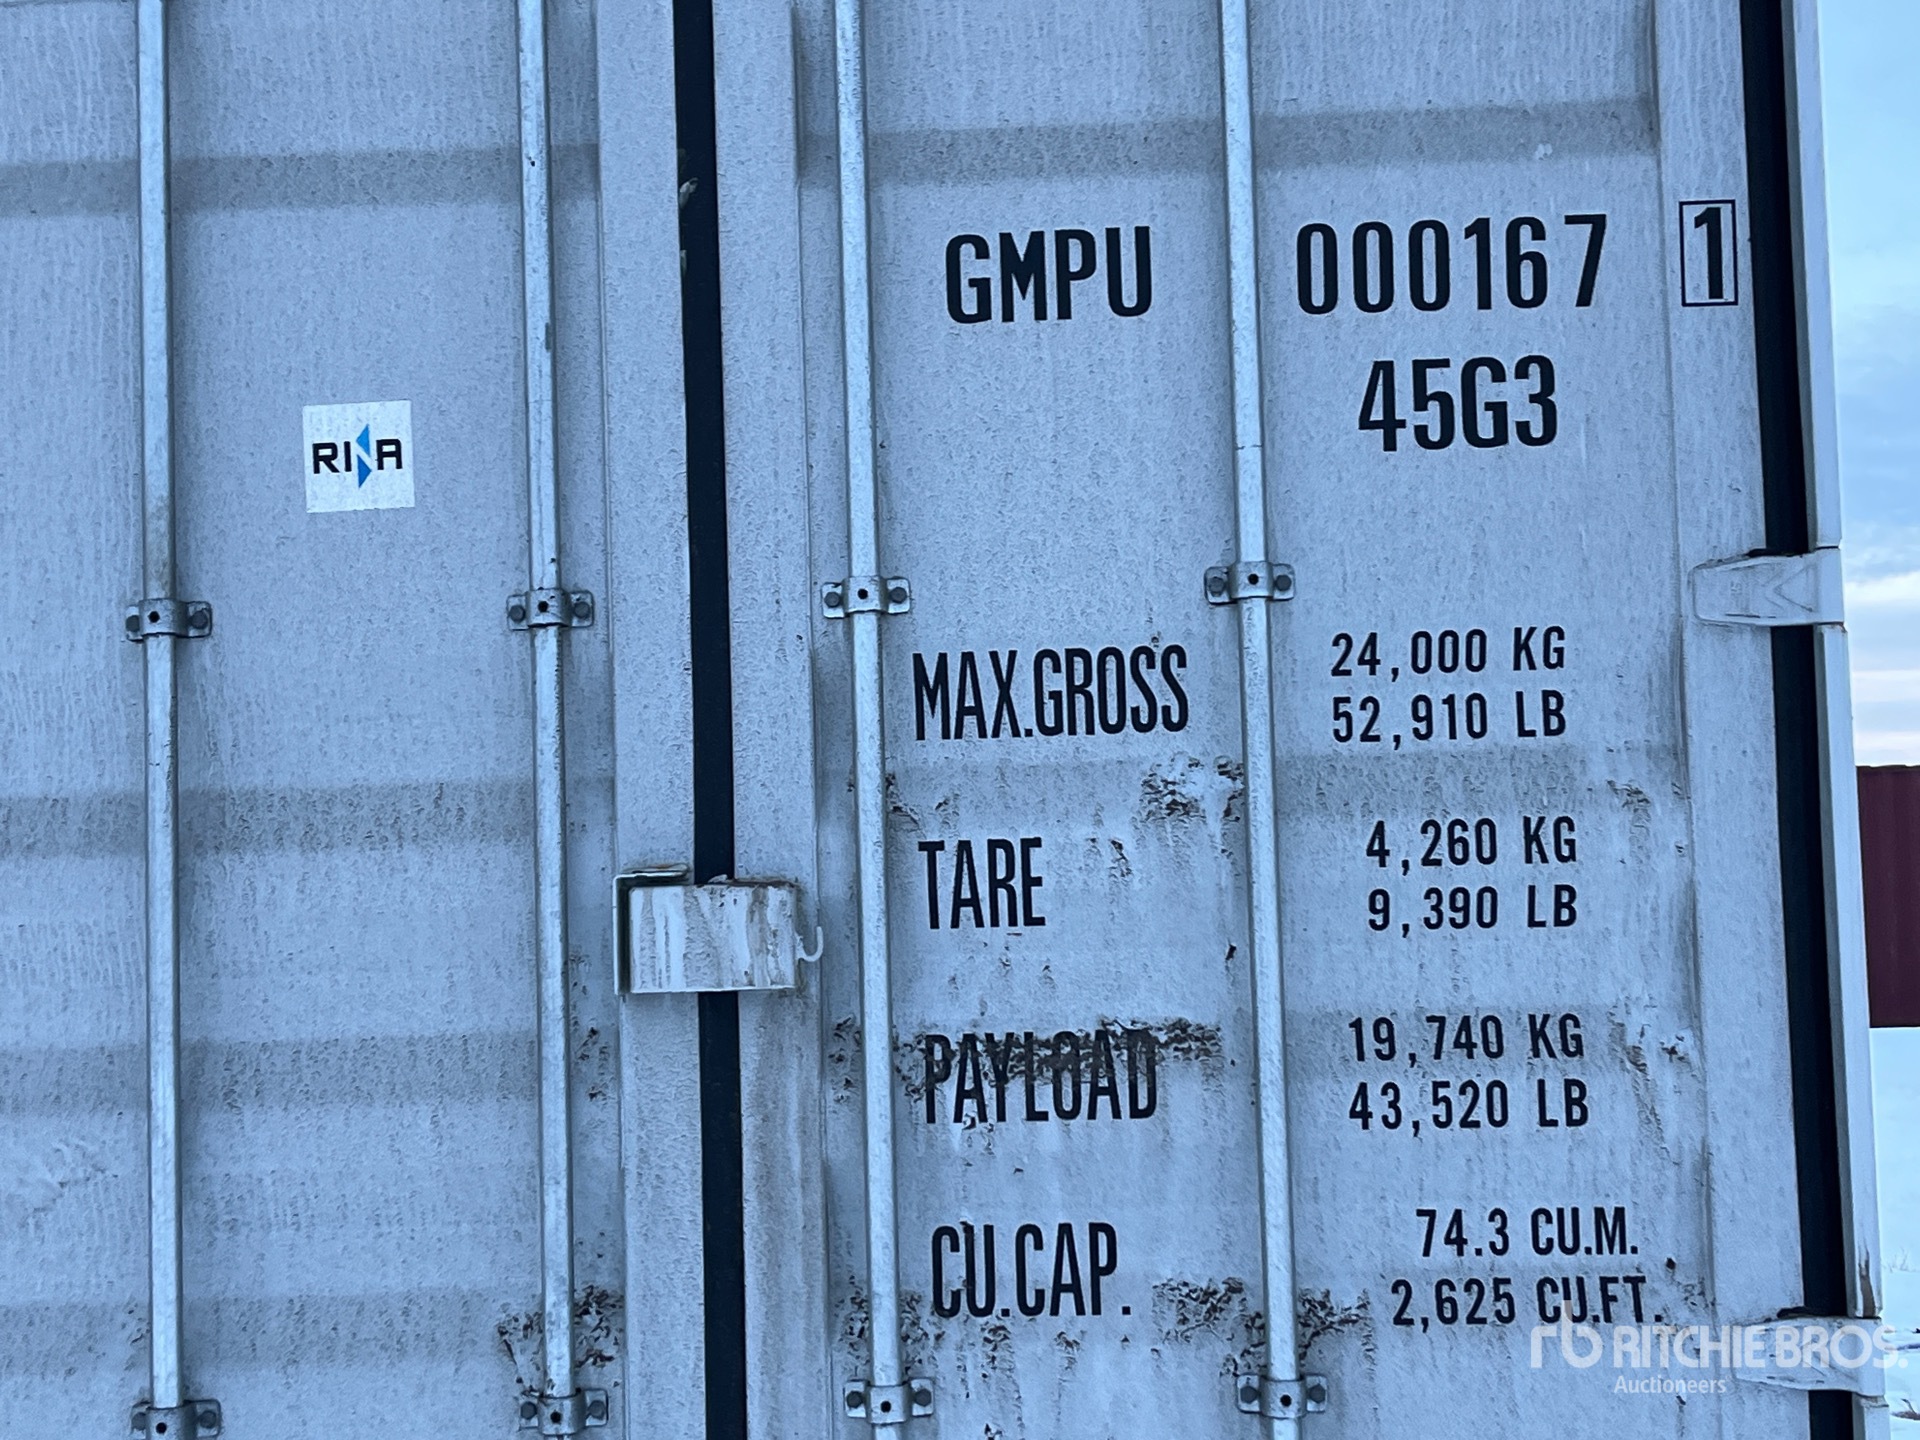 GMPU 000167 1
45G3
RINA
MAX.GROSS 24,000 KG
52,910 LB
TARE 4,260 KG
9,390 LB
PAYLOAD 19,740 KG
43,520 LB
CU.CAP. 74.3 CU.M.
2,625 CU.FT.
rb RITCHIE BROS.
Auctioneers